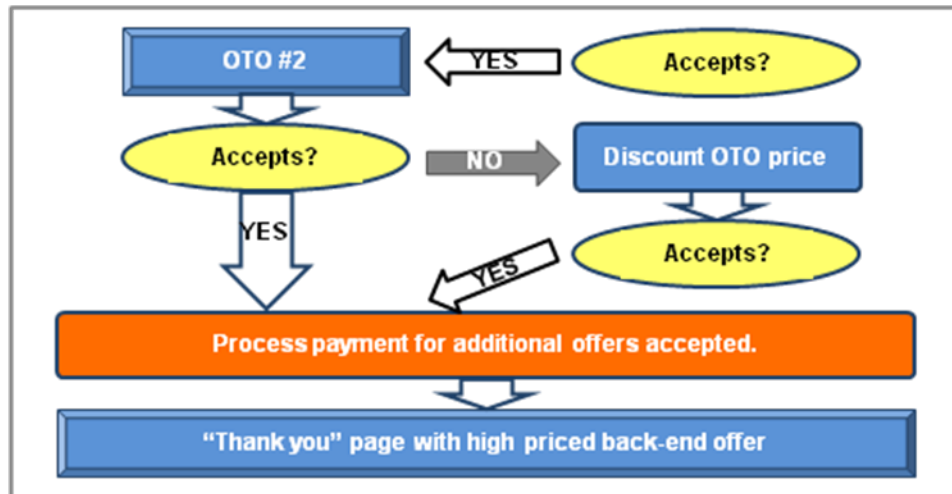 OTO #2
YES
Accepts?
Accepts?
NO
Discount OTO price
YES
Accepts?
YES
Process payment for additional offers accepted.
“Thank you” page with high priced back-end offer